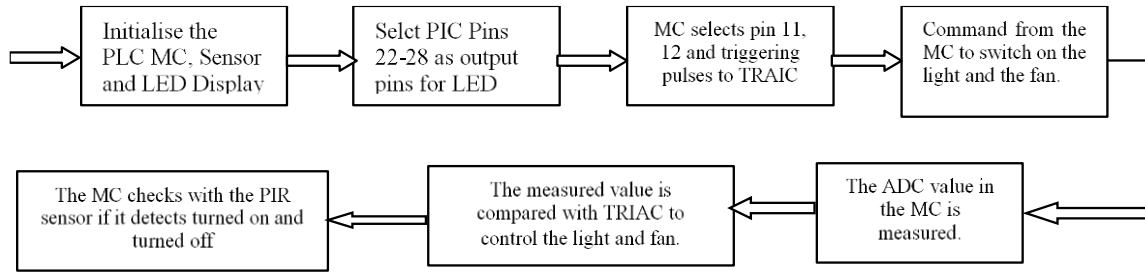 Initialise the
PLC MC, Sensor
and LED Display
Selct PIC Pins
22-28 as output
pins for LED
MC selects pin 11,
12 and triggering
pulses to TRAIC
Command from the
MC to switch on the
light and the fan.
The ADC value in
the MC is
measured.
The measured value is
compared with TRIAC to
control the light and fan.
The MC checks with the PIR
sensor if it detects turned on and
turned off